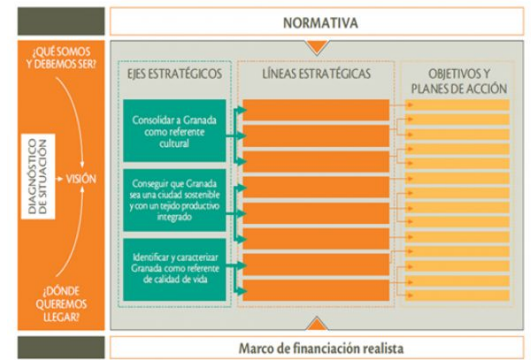 NORMATIVA
¿QUÉ SOMOS
Y DEBEMOS SER?
DIAGNÓSTICO
DE SITUACIÓN
VISIÓN
¿DÓNDE
QUEREMOS
LLEGAR?
EJES ESTRATÉGICOS
Consolidar a Granada
como referente
cultural
Conseguir que Granada
sea una ciudad sostenible
y con un tejido productivo
integrado
Identificar y caracterizar
Granada como referente
de calidad de vida
LÍNEAS ESTRATÉGICAS
OBJETIVOS Y
PLANES DE ACCIÓN
Marco de financiación realista